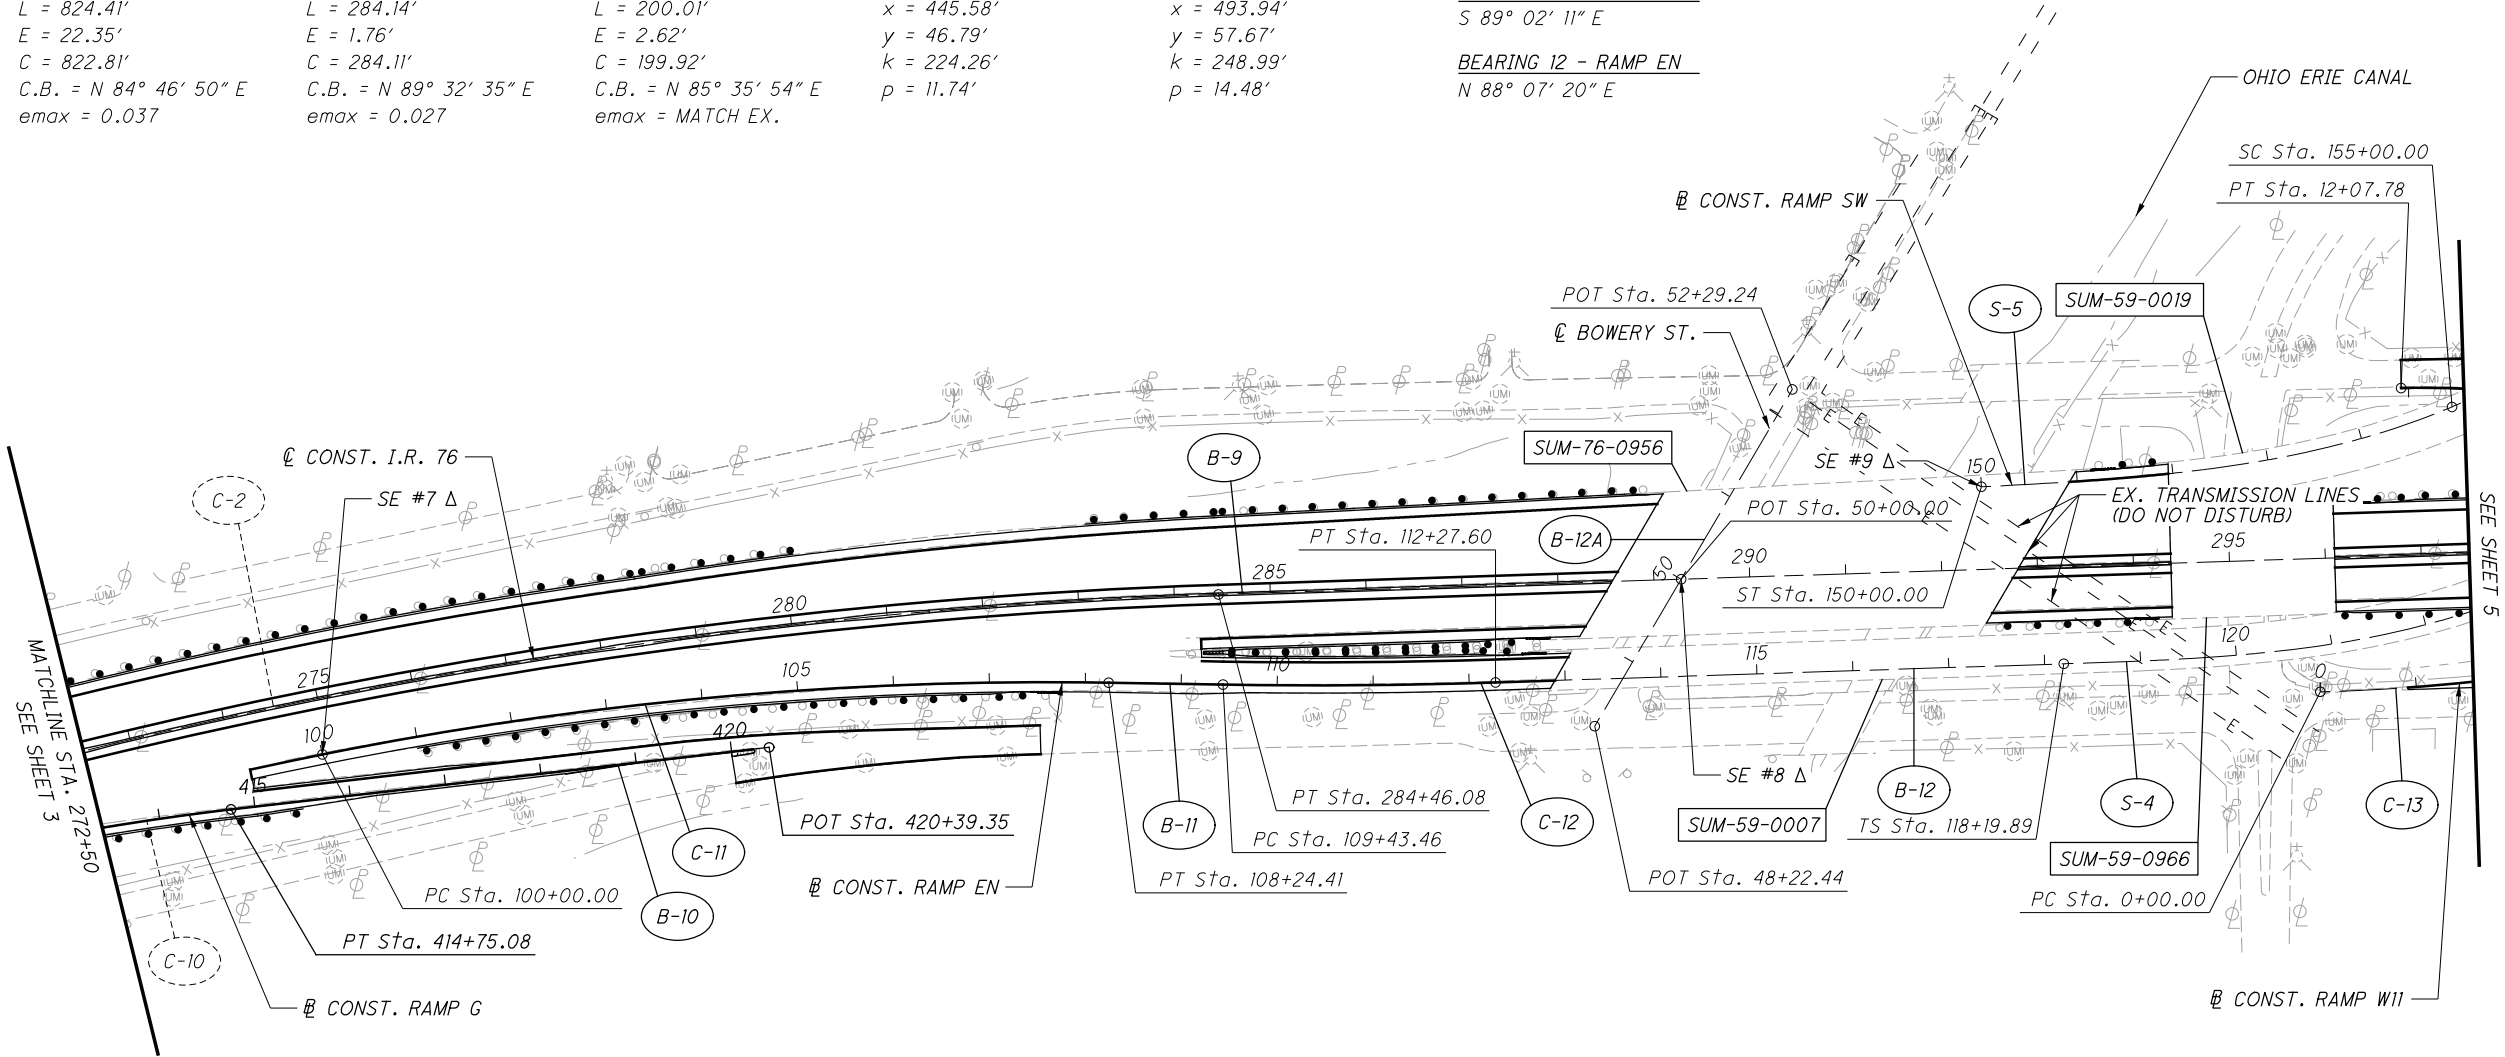 L = 824.41'
E = 22.35'
C = 822.81'
C.B. = N 84° 46' 50" E
emax = 0.037
L = 284.14'
E = 1.76'
C = 284.11'
C.B. = N 89° 32' 35" E
emax = 0.027
L = 200.01'
E = 2.62'
C = 199.92'
C.B. = N 85° 35' 54" E
emax = MATCH EX.
x = 445.58'
y = 46.79'
k = 224.26'
p = 11.74'
x = 493.94'
y = 57.67'
k = 248.99'
p = 14.48'
S 89° 02' 11" E
BEARING 12 - RAMP EN
N 88° 07' 20" E
OHIO ERIE CANAL
SC Sta. 155+00.00
PT Sta. 12+07.78
℄ CONST. RAMP SW
POT Sta. 52+29.24
℄ BOWERY ST.
S-5
SUM-59-0019
℄ CONST. I.R. 76
C-2
SE #7 Δ
B-9
SUM-76-0956
SE #9 Δ
150
EX. TRANSMISSION LINES
(DO NOT DISTURB)
POT Sta. 50+00.00
PT Sta. 112+27.60
B-12A
50
290
295
285
280
275
ST Sta. 150+00.00
SEE SHEET 5
MATCHLINE STA. 272+50
SEE SHEET 3
105
110
115
120
0
100
420
415
SE #8 Δ
PT Sta. 284+46.08
B-12
S-4
C-13
POT Sta. 420+39.35
B-11
C-12
SUM-59-0007
TS Sta. 118+19.89
PC Sta. 109+43.46
C-11
SUM-59-0966
℄ CONST. RAMP EN
PT Sta. 108+24.41
POT Sta. 48+22.44
PC Sta. 100+00.00
B-10
PC Sta. 0+00.00
PT Sta. 414+75.08
C-10
℄ CONST. RAMP G
℄ CONST. RAMP W11